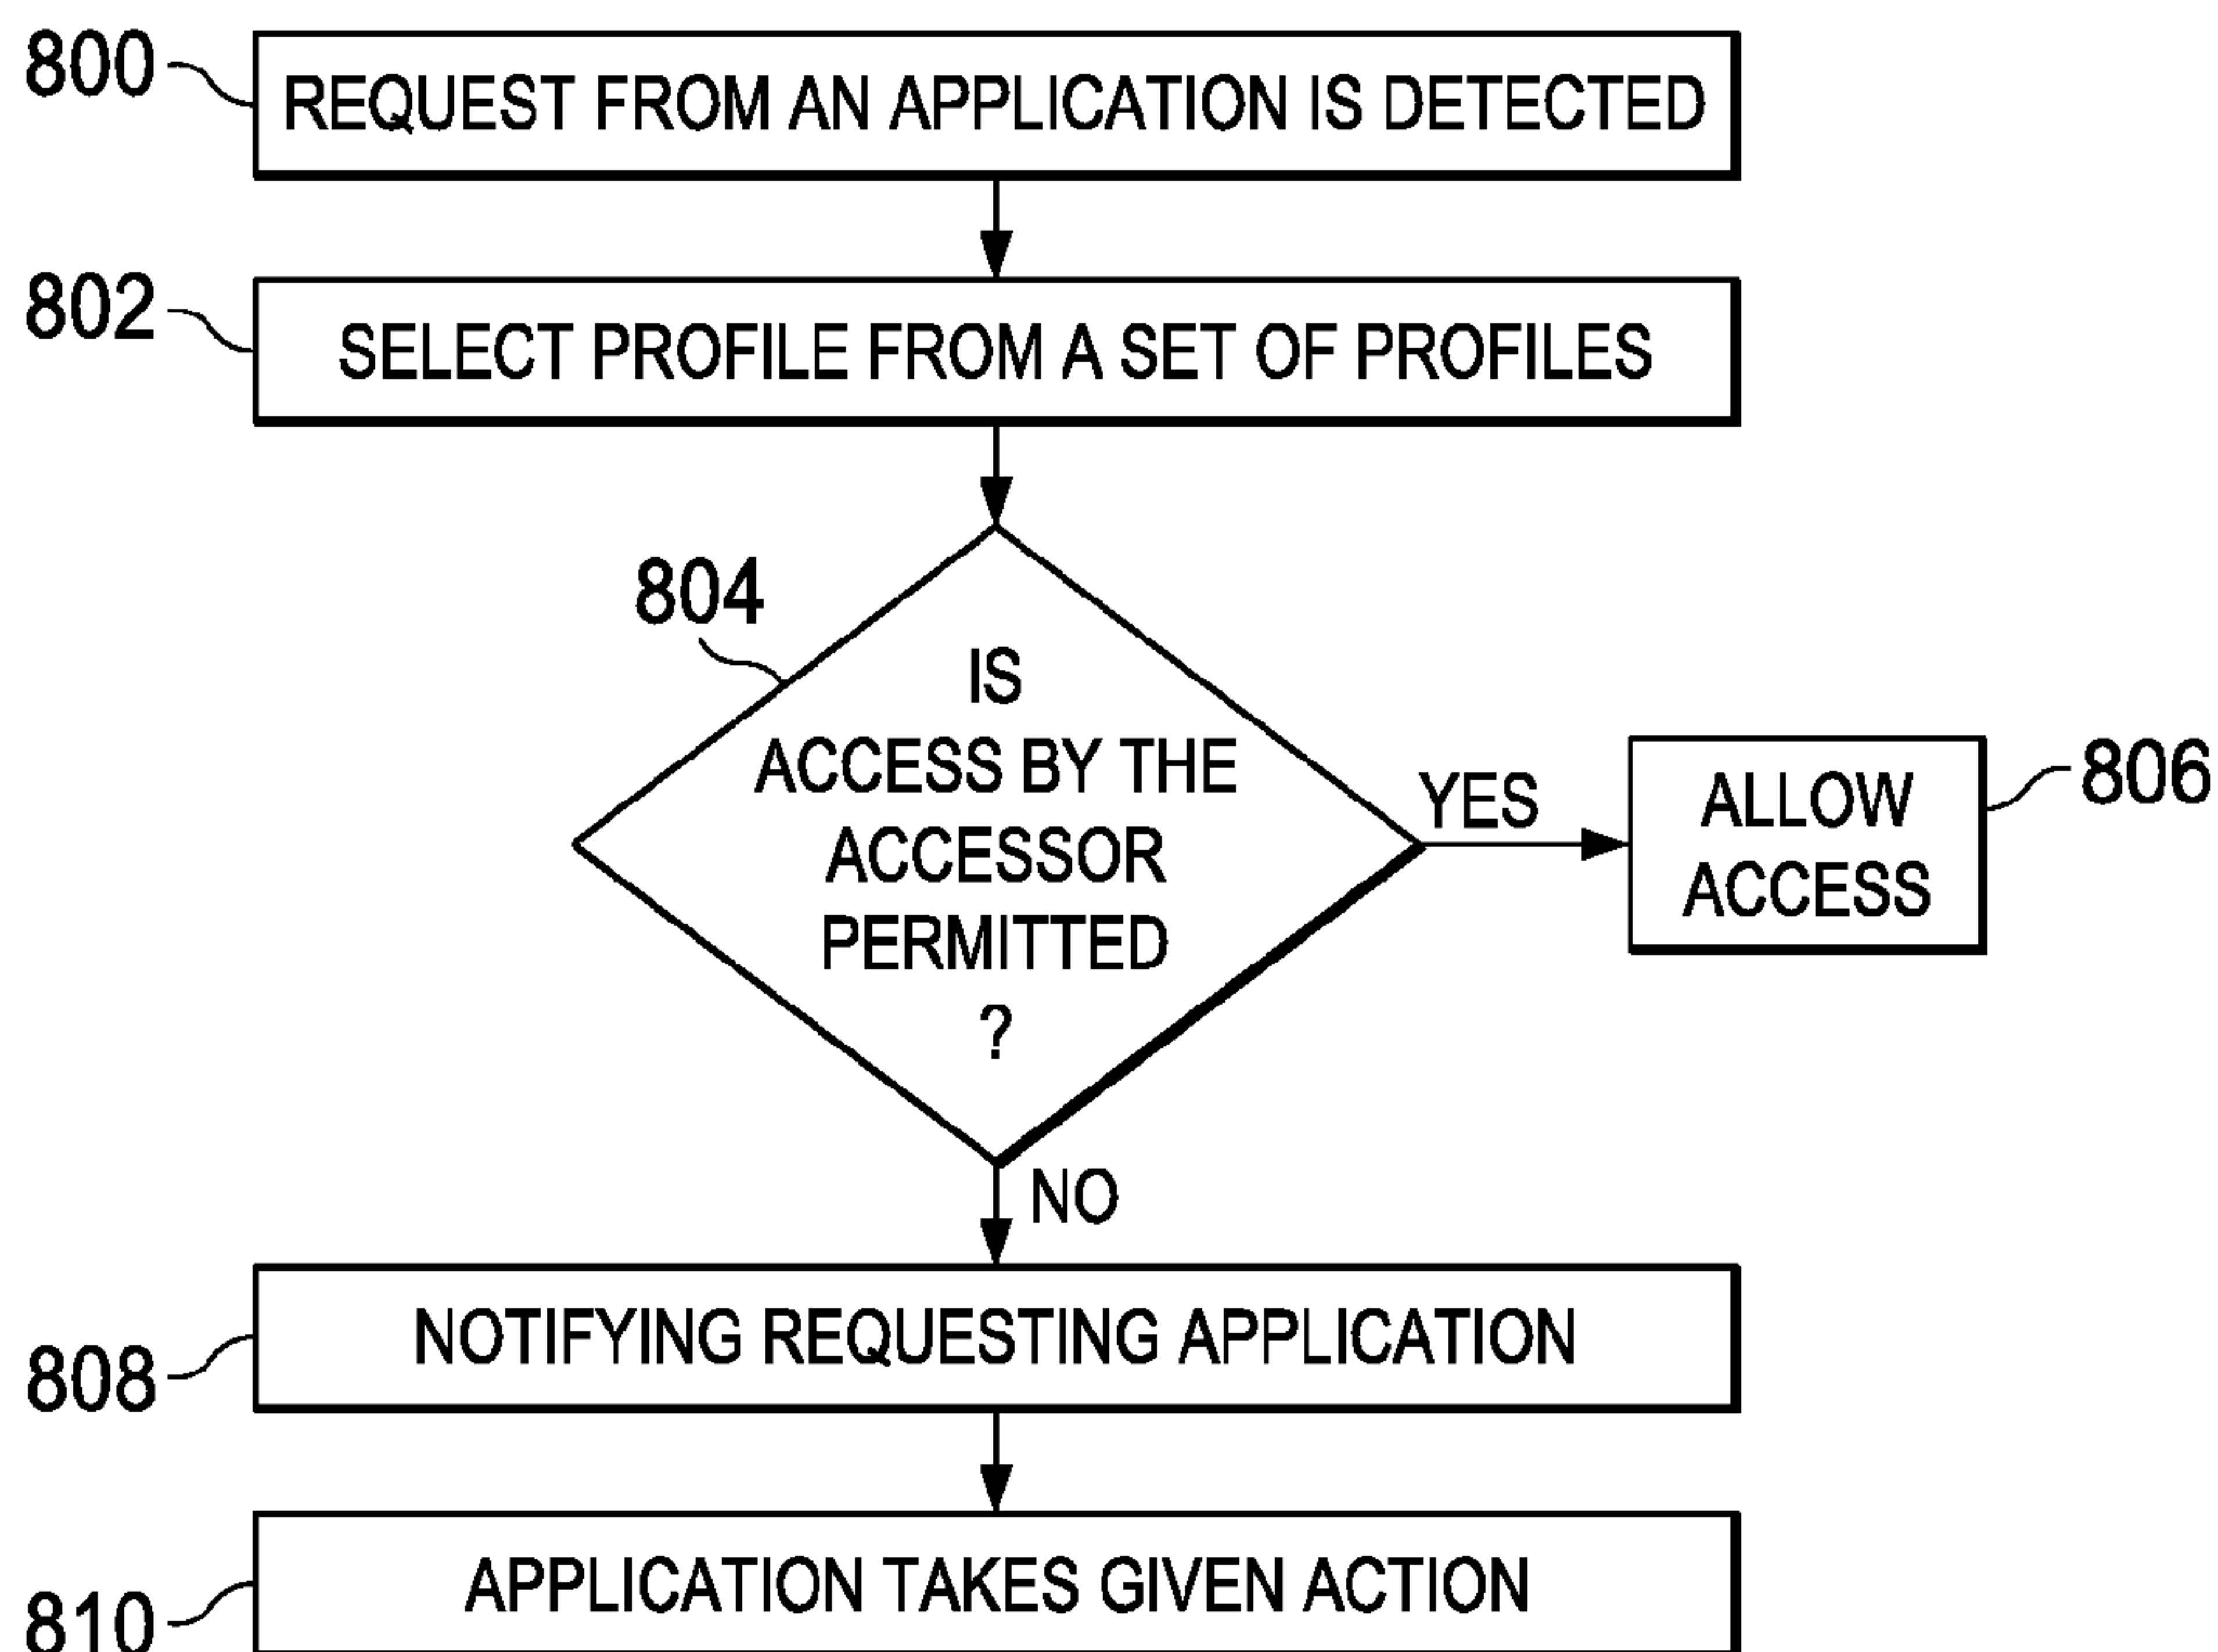 800
REQUEST FROM AN APPLICATION IS DETECTED
802
SELECT PROFILE FROM A SET OF PROFILES
804
IS
ACCESS BY THE
ACCESSOR
PERMITTED
?
YES
ALLOW
ACCESS
806
NO
808
NOTIFYING REQUESTING APPLICATION
810
APPLICATION TAKES GIVEN ACTION